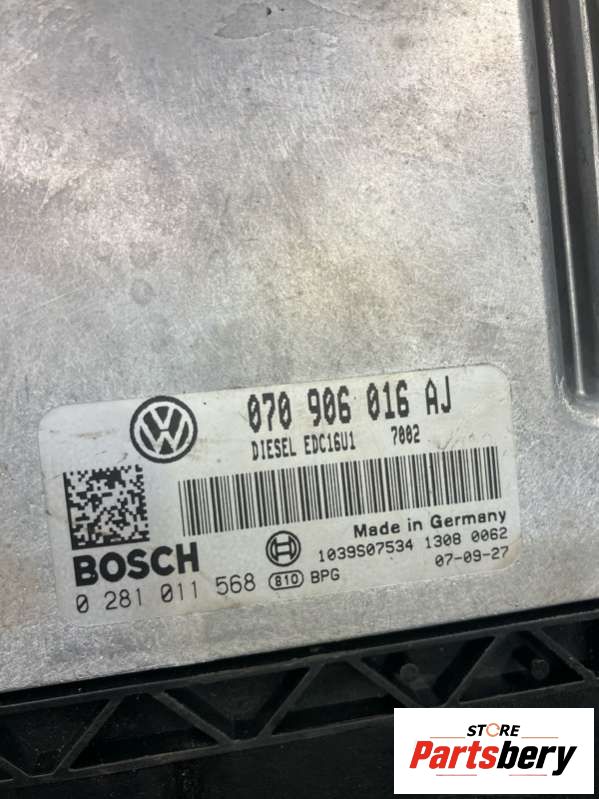 070 906 016 AJ
DIESEL EDC16U1 7002
Made in Germany
BOSCH
1039S07534 1308 0062
0 281 011 568 810 BPG
07-09-27
STORE
Partsbery